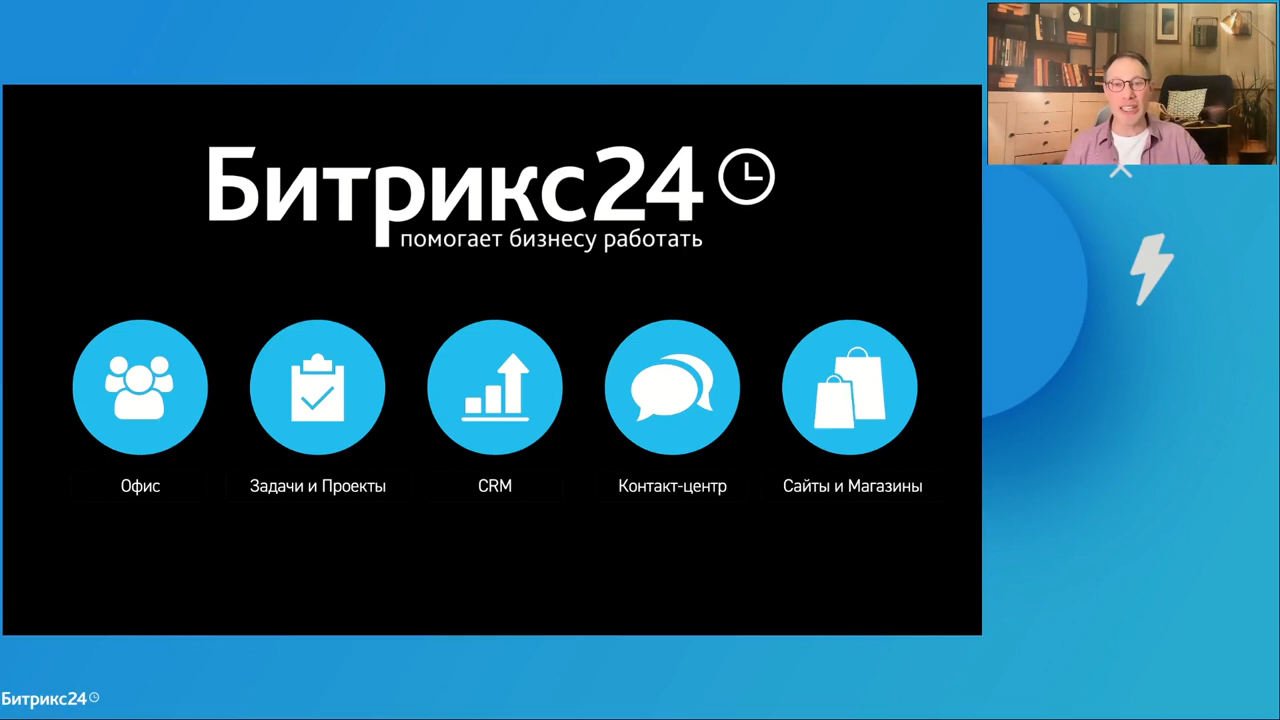 Битрикс24
помогает бизнесу работать
Офис
Задачи и Проекты
CRM
Контакт-центр
Сайты и Магазины
Битрикс24